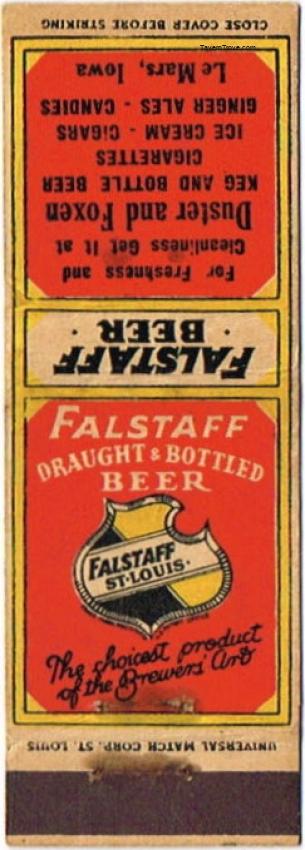 CLOSE COVER BEFORE STRIKING
TavernTrove.com
For Freshness and
Cleanliness Get It at
Duster and Foxen
KEG AND BOTTLE BEER
CIGARETTES
ICE CREAM - CIGARS
GINGER ALES - CANDIES
Le Mars, Iowa
FALSTAFF
· BEER ·
FALSTAFF
DRAUGHT & BOTTLED
BEER
FALSTAFF
ST·LOUIS·
The choicest product
of the Brewers' Art
UNIVERSAL MATCH CORP. ST. LOUIS